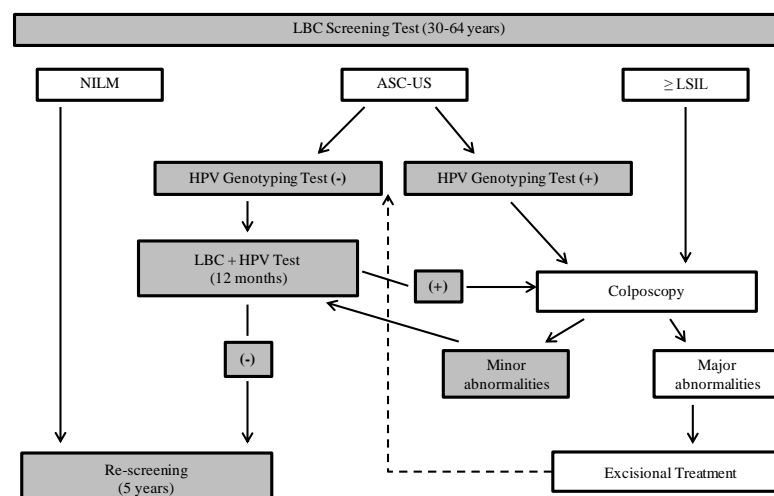 LBC Screening Test (30-64 years)
NILM
ASC-US
≥ LSIL
HPV Genotyping Test (-)
HPV Genotyping Test (+)
LBC + HPV Test
(12 months)
(+)
Colposcopy
(-)
Minor
abnormalities
Major
abnormalities
Re-screening
(5 years)
Excisional Treatment